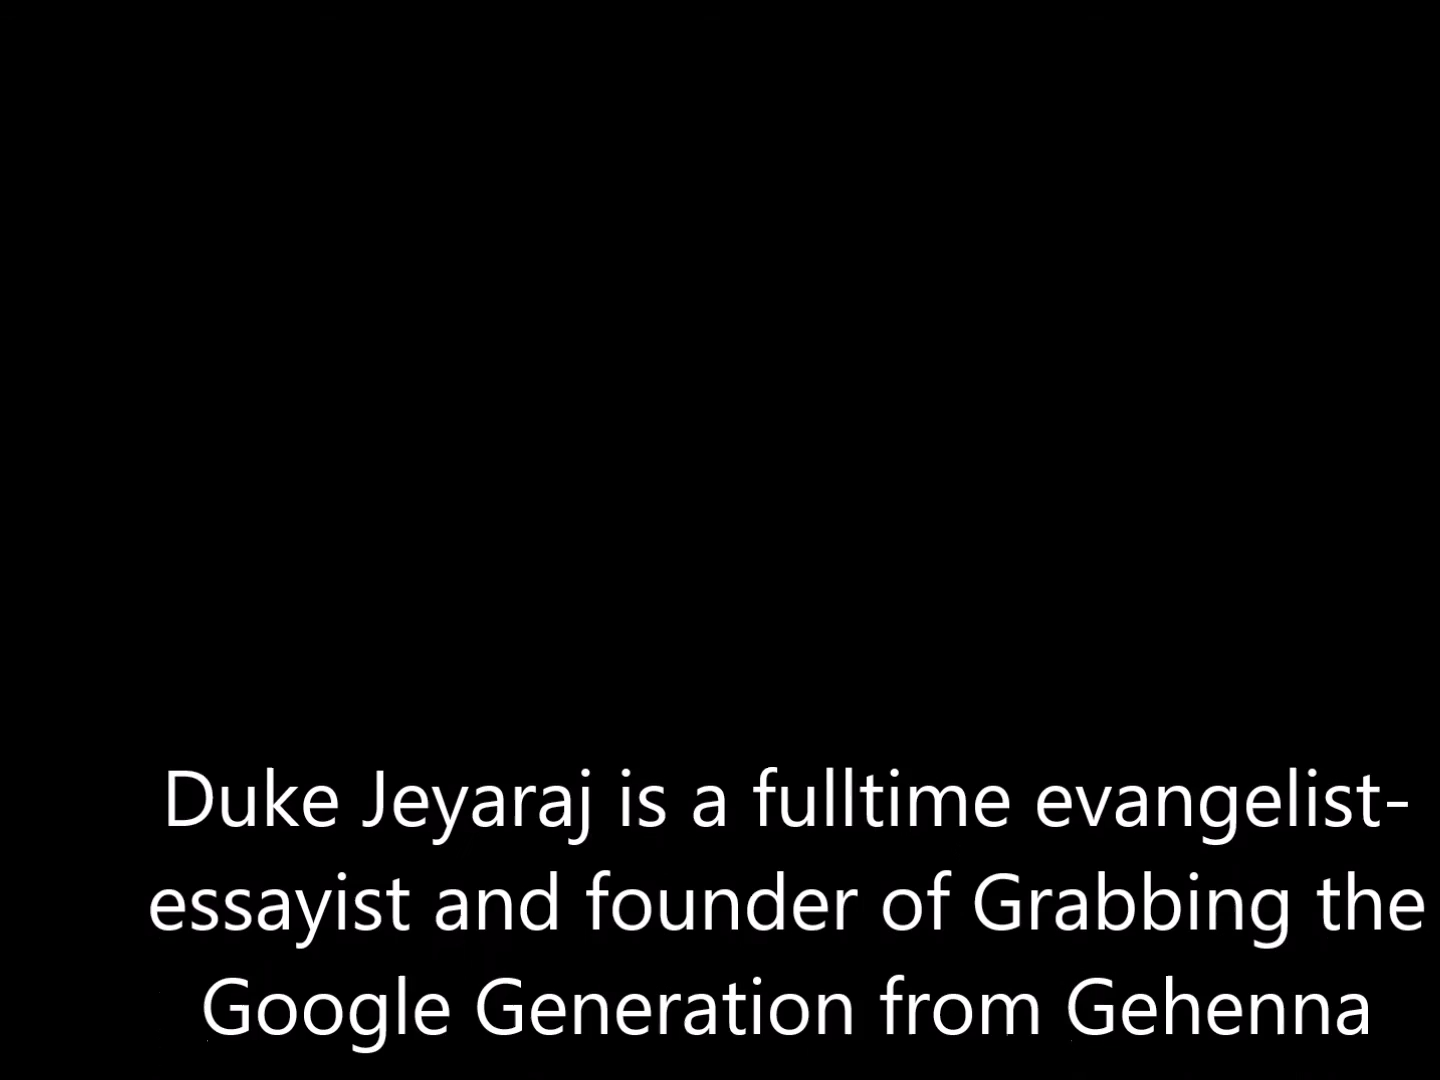 Duke Jeyaraj is a fulltime evangelist-
essayist and founder of Grabbing the
Google Generation from Gehenna